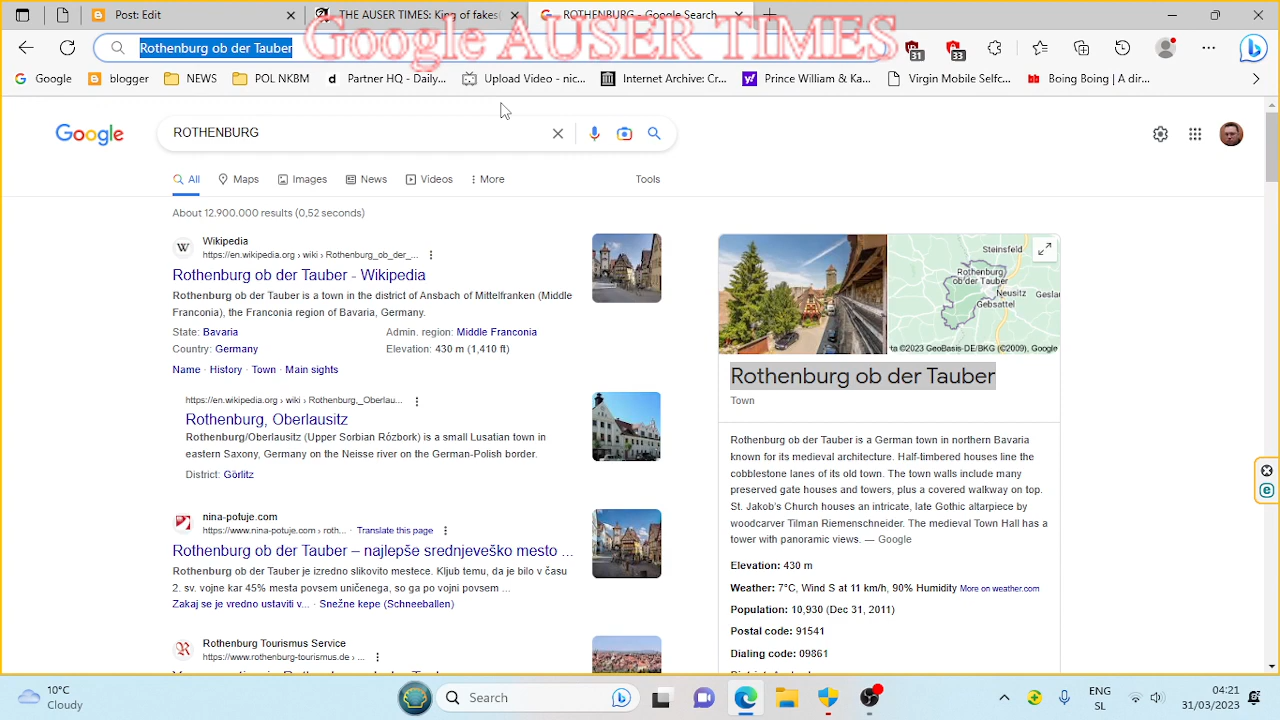 Post: Edit
THE AUSER TIMES: King of fakes
ROTHENBURG - Google Search
Rothenburg ob der Tauber
Google AUSER TIMES
31
33
Google
blogger
NEWS
POL NKBM
Partner HQ - Daily...
Upload Video - nic...
Internet Archive: Cr...
Prince William & Ka...
Virgin Mobile Selfc...
Boing Boing | A dir...
Google
ROTHENBURG
All
Maps
Images
News
Videos
More
Tools
About 12.900.000 results (0,52 seconds)
Wikipedia
https://en.wikipedia.org › wiki › Rothenburg_ob_der_...
Rothenburg ob der Tauber - Wikipedia
Rothenburg ob der Tauber is a town in the district of Ansbach of Mittelfranken (Middle
Franconia), the Franconia region of Bavaria, Germany.
State: Bavaria
Admin. region: Middle Franconia
Country: Germany
Elevation: 430 m (1,410 ft)
Name · History · Town · Main sights
https://en.wikipedia.org › wiki › Rothenburg,_Oberlau...
Rothenburg, Oberlausitz
Rothenburg/Oberlausitz (Upper Sorbian Rózbork) is a small Lusatian town in
eastern Saxony, Germany on the Neisse river on the German-Polish border.
District: Görlitz
nina-potuje.com
https://www.nina-potuje.com › roth... · Translate this page
Rothenburg ob der Tauber – najlepše srednjeveško mesto ...
Rothenburg ob der Tauber je izredno slikovito mestece. Kljub temu, da je bilo v času
2. sv. vojne kar 45% mesta povsem uničenega, so ga po vojni povsem ...
Zakaj se je vredno ustaviti v... · Snežne kepe (Schneeballen)
Rothenburg Tourismus Service
https://www.rothenburg-tourismus.de › ...
Steinsfeld
Rothenburg
ob der Tauber
Neusitz
Gebsattel
Geslau
ta ©2023 GeoBasis-DE/BKG (©2009), Google
Rothenburg ob der Tauber
Town
Rothenburg ob der Tauber is a German town in northern Bavaria
known for its medieval architecture. Half-timbered houses line the
cobblestone lanes of its old town. The town walls include many
preserved gate houses and towers, plus a covered walkway on top.
St. Jakob's Church houses an intricate, late Gothic altarpiece by
woodcarver Tilman Riemenschneider. The medieval Town Hall has a
tower with panoramic views. — Google
Elevation: 430 m
Weather: 7°C, Wind S at 11 km/h, 90% Humidity More on weather.com
Population: 10,930 (Dec 31, 2011)
Postal code: 91541
Dialing code: 09861
10°C
Cloudy
Search
ENG
SL
04:21
31/03/2023